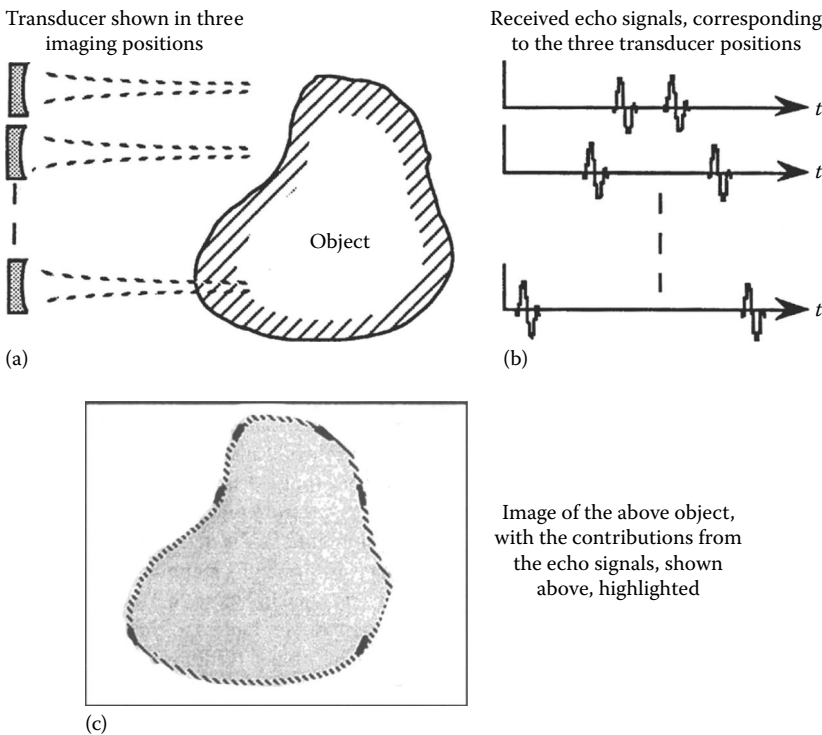 Transducer shown in three
imaging positions
Received echo signals, corresponding
to the three transducer positions
t
t
Object
t
(a)
(b)
Image of the above object,
with the contributions from
the echo signals, shown
above, highlighted
(c)